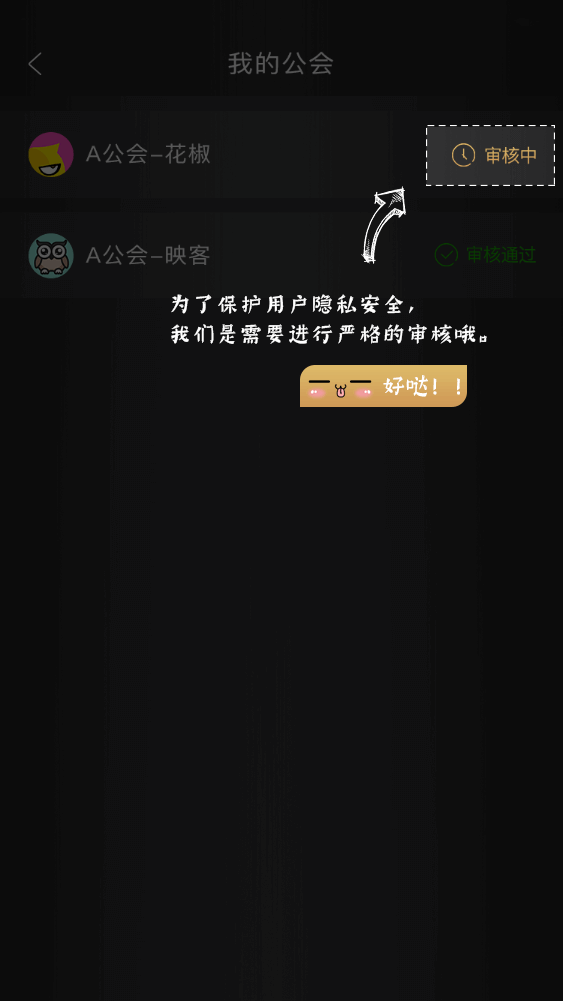 我的公会
A公会-花椒
审核中
A公会-映客
审核通过
为了保护用户隐私安全，
我们是需要进行严格的审核哦。
好哒！！